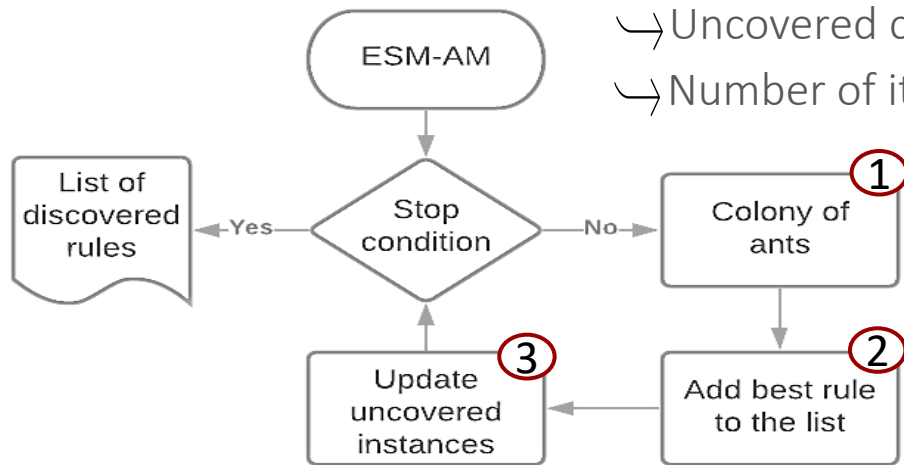 ESM-AM
Uncovered
Number of
List of
discovered
rules
Yes
Stop
condition
No
1
Colony of
ants
2
Add best rule
to the list
3
Update
uncovered
instances